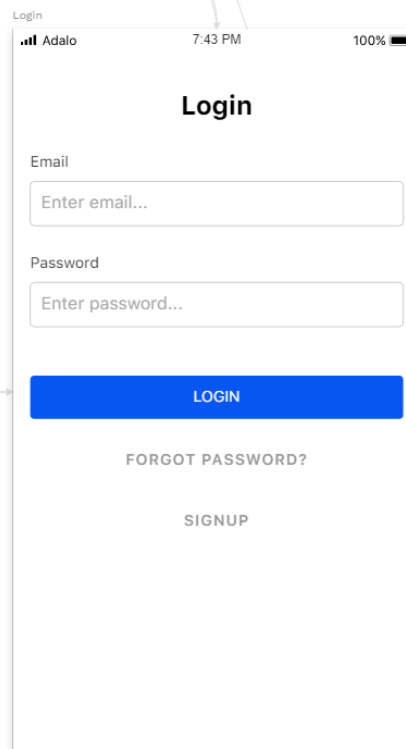 Login
Adalo 7:43 PM 100%
Login
Email
Enter email...
Password
Enter password...
LOGIN
FORGOT PASSWORD?
SIGNUP